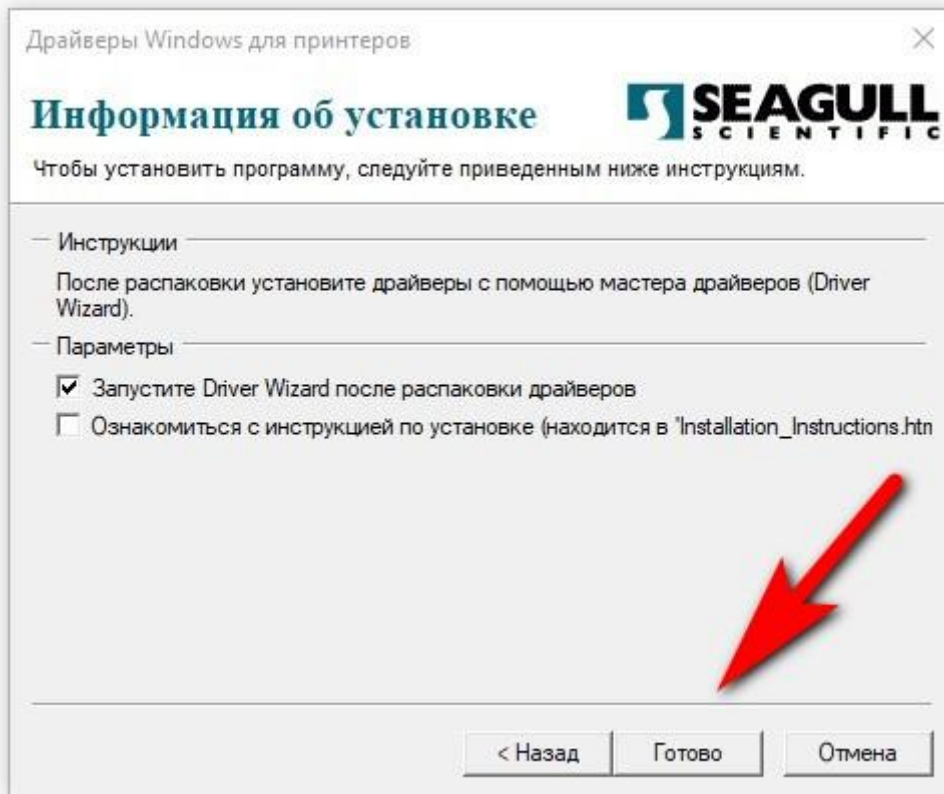 Драйверы Windows для принтеров
Информация об установке
SEAGULL
SCIENTIFIC
Чтобы установить программу, следуйте приведенным ниже инструкциям.
Инструкции
После распаковки установите драйверы с помощью мастера драйверов (Driver
Wizard).
Параметры
Запустите Driver Wizard после распаковки драйверов
Ознакомиться с инструкцией по установке (находится в "Installation_Instructions.htm
< Назад
Готово
Отмена